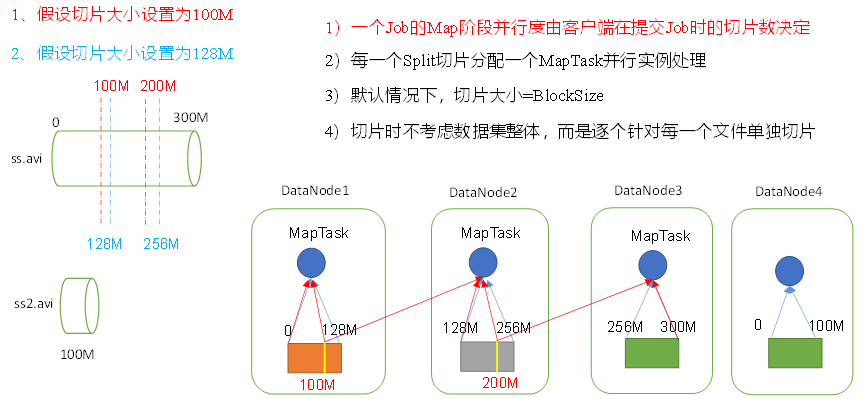 1、假设切片大小设置为100M
2、假设切片大小设置为128M
1）一个Job的Map阶段并行度由客户端在提交Job时的切片数决定
2）每一个Split切片分配一个MapTask并行实例处理
3）默认情况下，切片大小=BlockSize
4）切片时不考虑数据集整体，而是逐个针对每一个文件单独切片
100M 200M
0 300M
ss.avi
128M 256M
ss2.avi
100M
DataNode1 DataNode2 DataNode3 DataNode4
MapTask MapTask MapTask
0 128M 128M 256M 256M 300M 0 100M
100M 200M